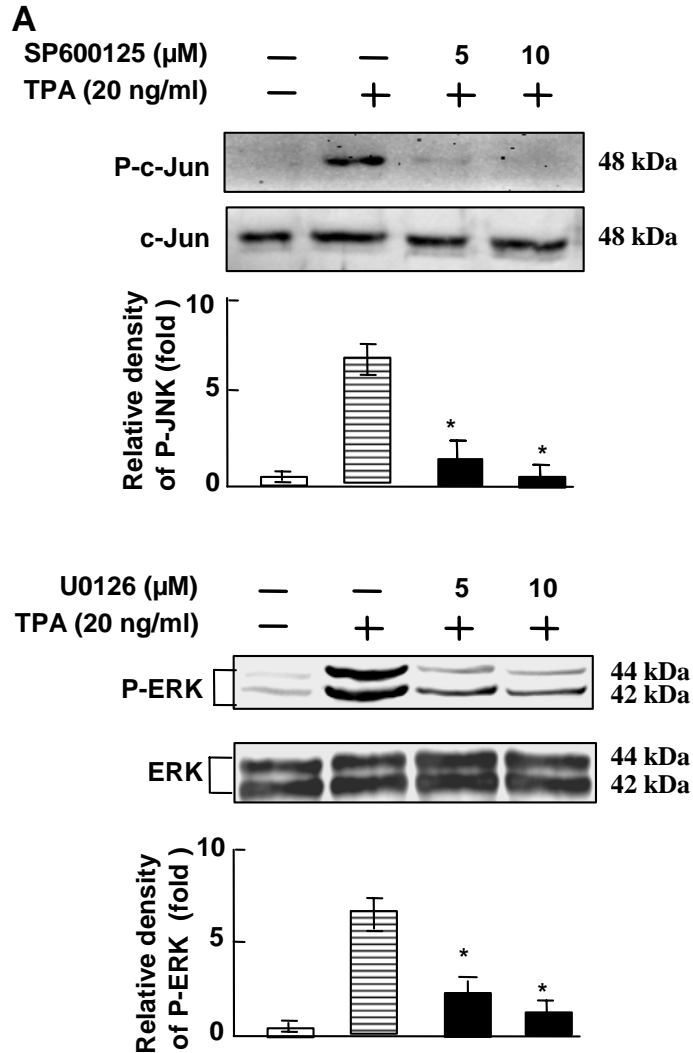 A
SP600125 (µM) — — 5 10
TPA (20 ng/ml) — + + +
P-c-Jun 48 kDa
c-Jun 48 kDa
Relative density
of P-JNK (fold)
10
5
0
*
*
U0126 (µM) — — 5 10
TPA (20 ng/ml) — + + +
P-ERK 44 kDa
42 kDa
ERK 44 kDa
42 kDa
Relative density
of P-ERK (fold)
10
5
0
*
*